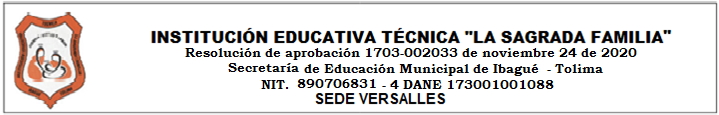 INSTITUCIÓN EDUCATIVA TÉCNICA "LA SAGRADA FAMILIA"
Resolución de aprobación 1703-002033 de noviembre 24 de 2020
Secretaría de Educación Municipal de Ibagué - Tolima
NIT. 890706831 - 4 DANE 173001001088
SEDE VERSALLES